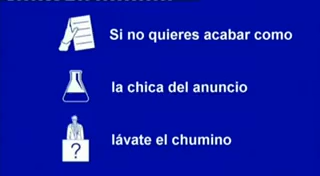 Si no quieres acabar como
la chica del anuncio
lávate el chumino
?